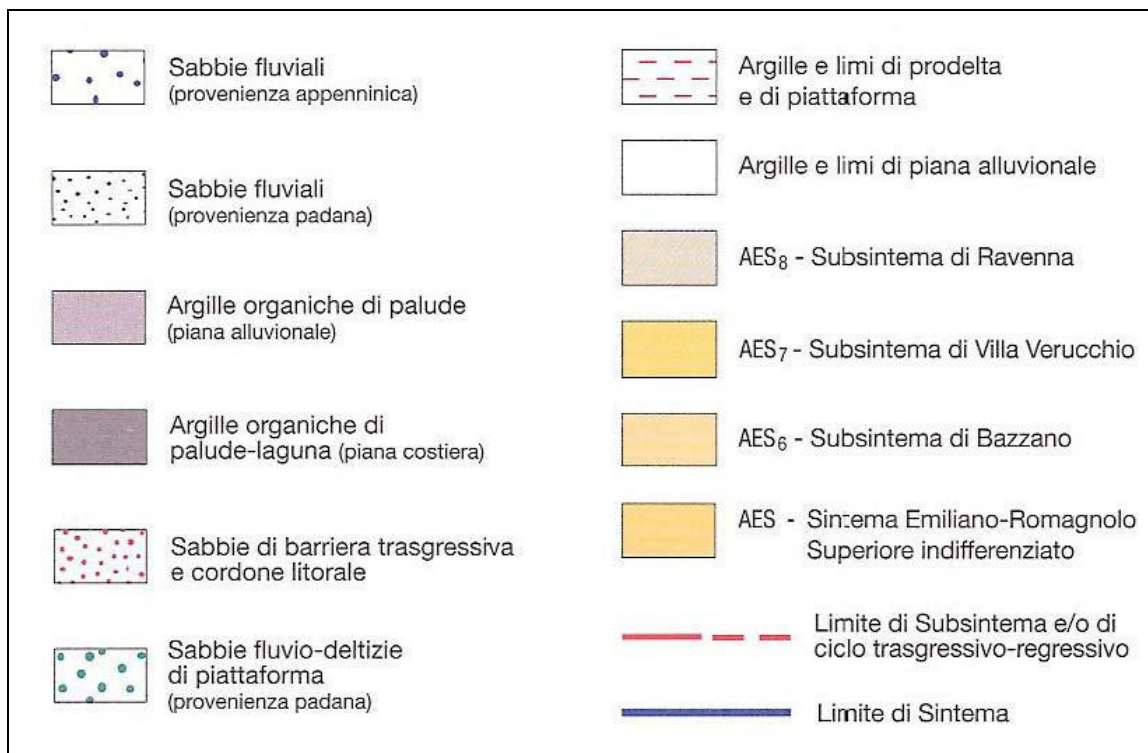 Sabbie fluviali
(provenienza appenninica)
Sabbie fluviali
(provenienza padana)
Argille organiche di palude
(piana alluvionale)
Argille organiche di
palude-laguna (piana costiera)
Sabbie di barriera trasgressiva
e cordone litorale
Sabbie fluvio-deltizie
di piattaforma
(provenienza padana)
Argille e limi di prodelta
e di piattaforma
Argille e limi di piana alluvionale
AES8 - Subsintema di Ravenna
AES7 - Subsintema di Villa Verucchio
AES6 - Subsintema di Bazzano
AES - Sintema Emiliano-Romagnolo
Superiore indifferenziato
Limite di Subsintema e/o di
ciclo trasgressivo-regressivo
Limite di Sintema